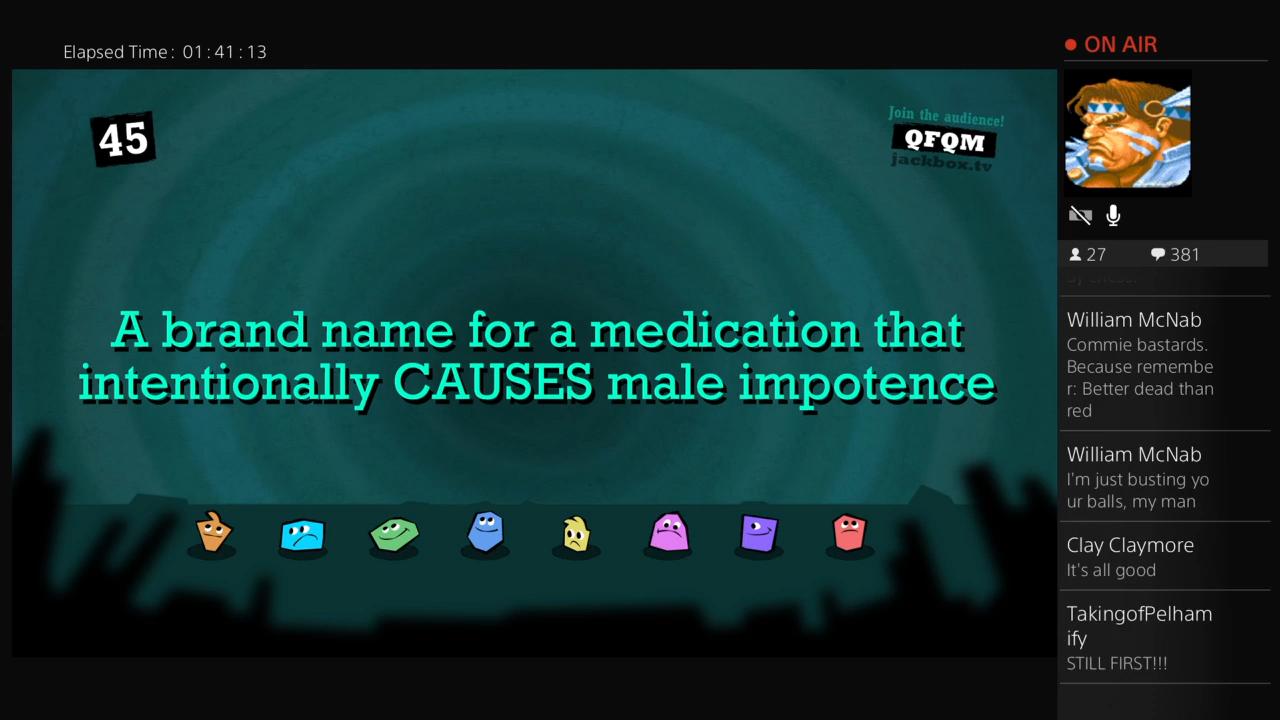 Elapsed Time: 01:41:13
ON AIR
45
Join the audience!
QFQM
jackbox.tv
27
381
A brand name for a medication that
intentionally CAUSES male impotence
William McNab
Commie bastards.
Because remembe
r: Better dead than
red
William McNab
I'm just busting yo
ur balls, my man
Clay Claymore
It's all good
TakingofPelham
ify
STILL FIRST!!!